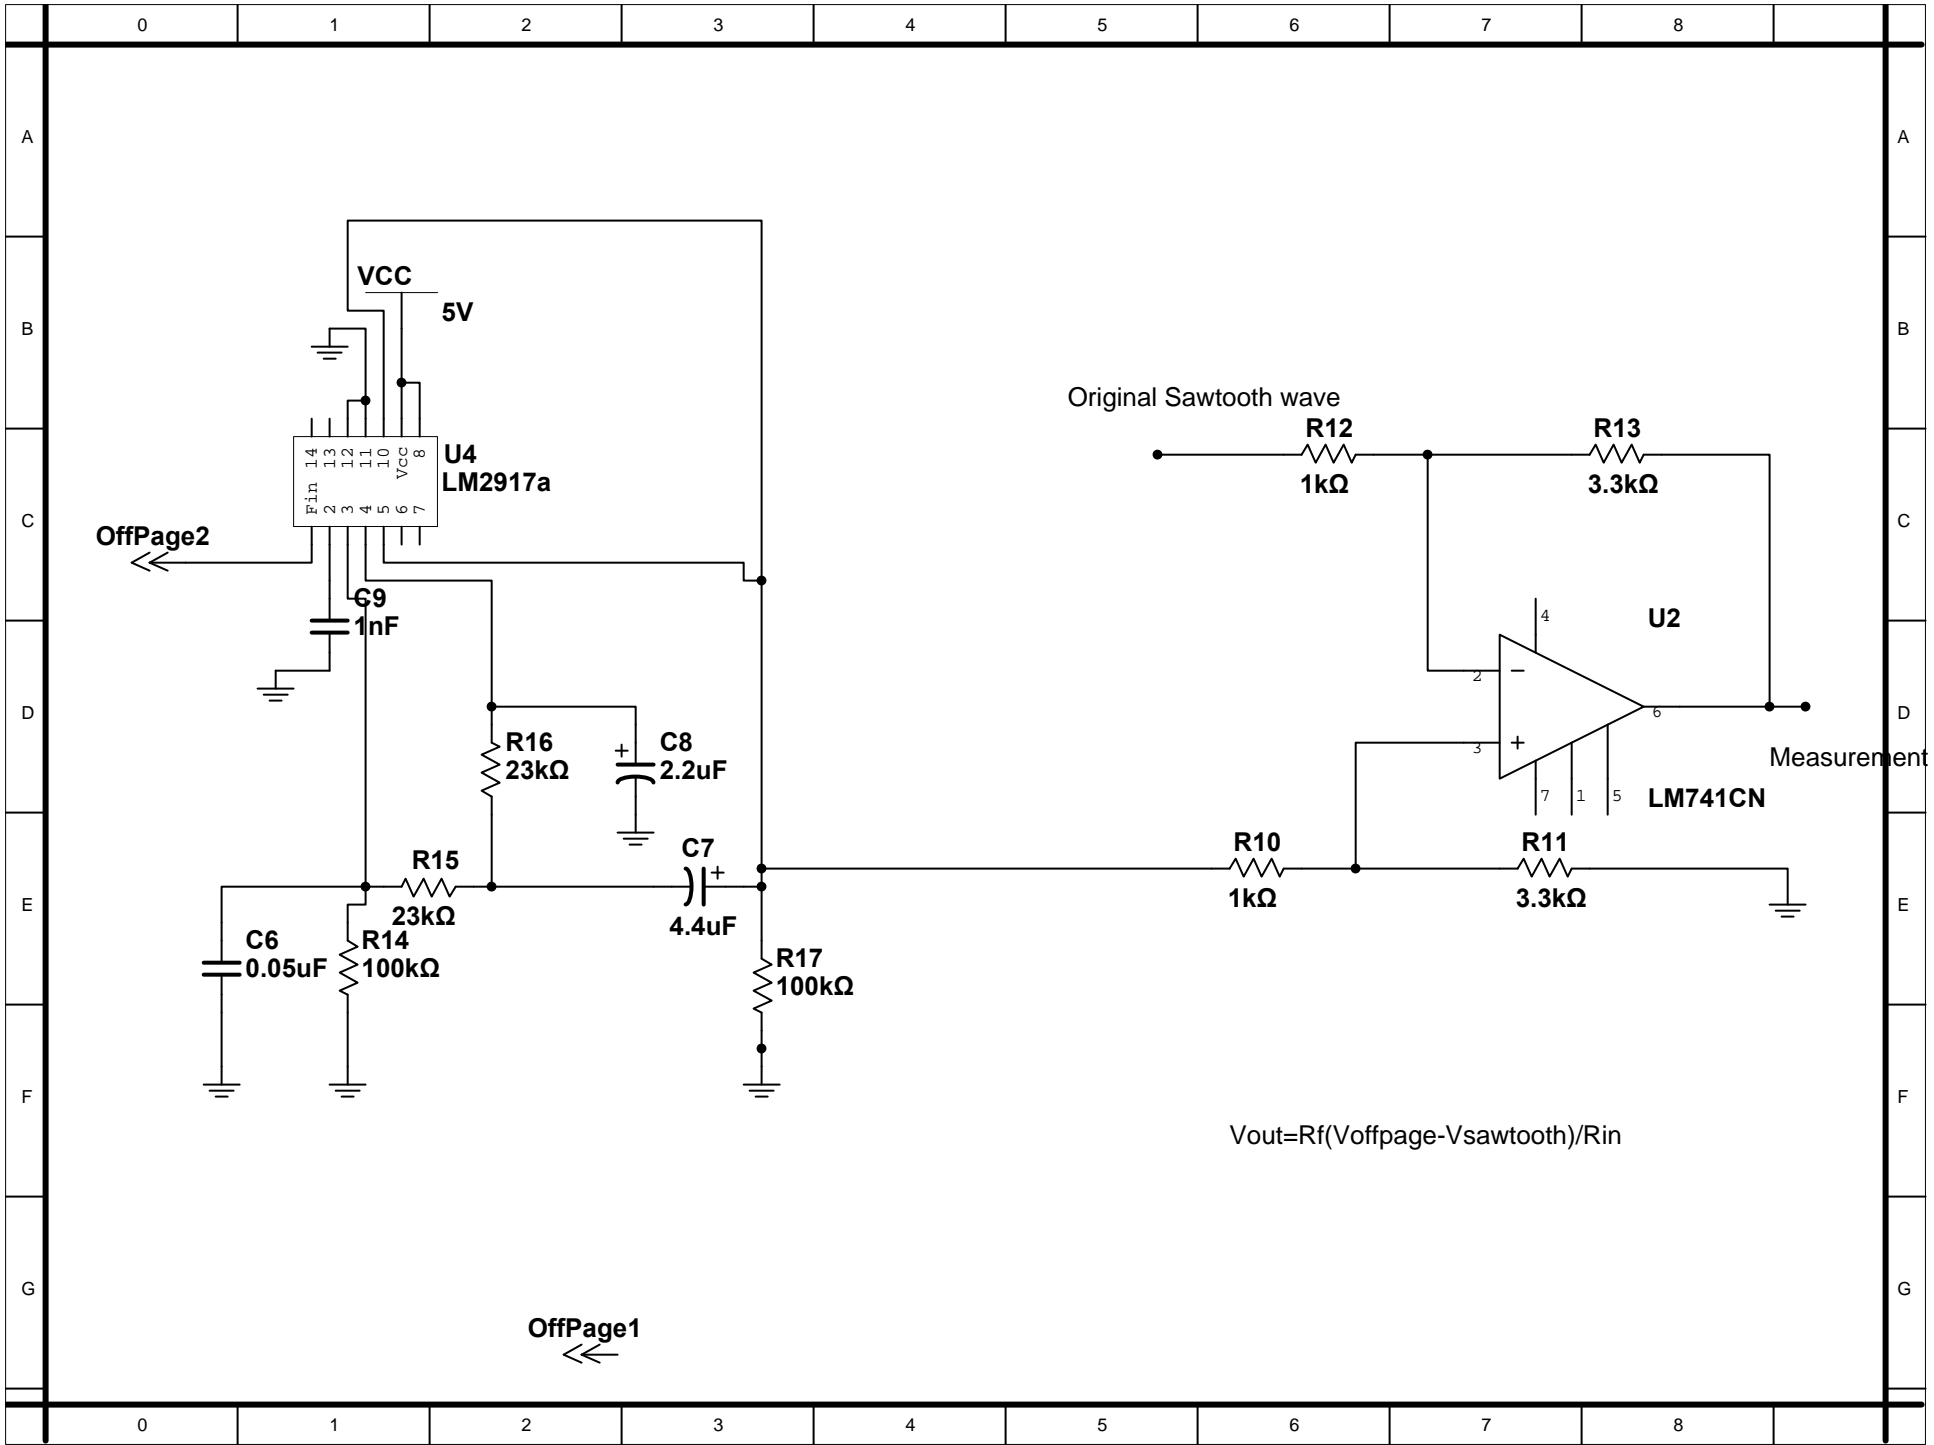 0 1 2 3 4 5 6 7 8
A A
VCC
5V
B B
Original Sawtooth wave
R12 R13
14 13 12 11 10 Vcc 8
U4
LM2917a
1kΩ 3.3kΩ
Fin 2 3 4 5 6 7
C C
OffPage2
C9
1nF
4
U2
2 −
D D
6
R16
23kΩ
+ C8
2.2uF
3 +
Measurement
7 1 5
LM741CN
R10 R11
C7
+
R15
1kΩ 3.3kΩ
E E
23kΩ
4.4uF
C6
0.05uF
R14
100kΩ
R17
100kΩ
F F
Vout=Rf(Voffpage-Vsawtooth)/Rin
G G
OffPage1
0 1 2 3 4 5 6 7 8